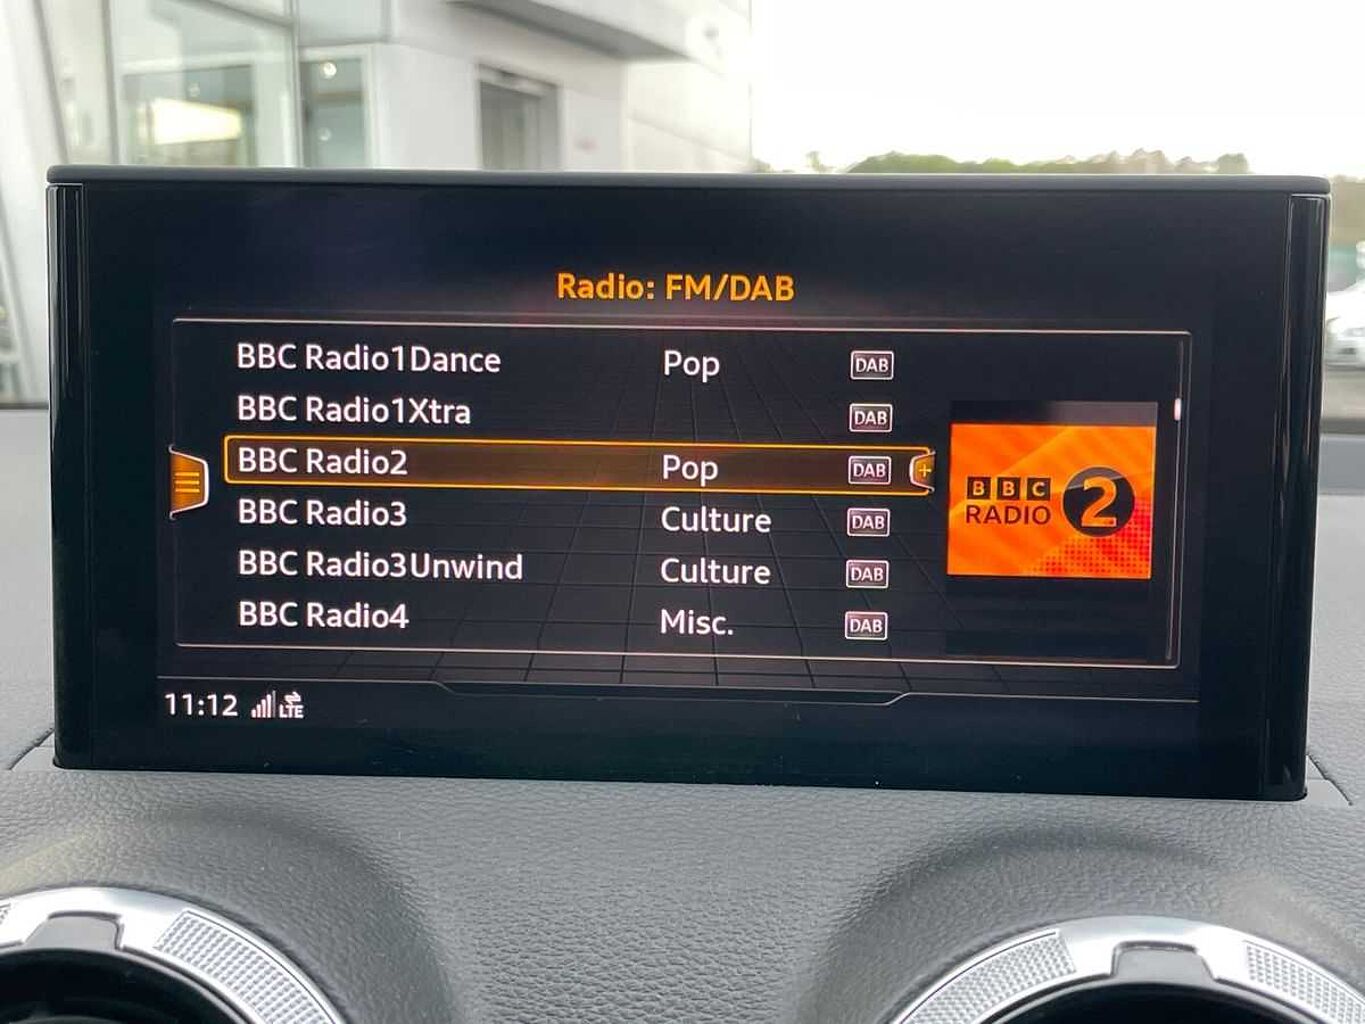 Radio: FM/DAB
BBC Radio1Dance Pop DAB
BBC Radio1Xtra DAB
BBC Radio2 Pop DAB
BBC Radio3 Culture DAB
BBC Radio3Unwind Culture DAB
BBC Radio4 Misc. DAB
BBC
RADIO 2
11:12 LTE